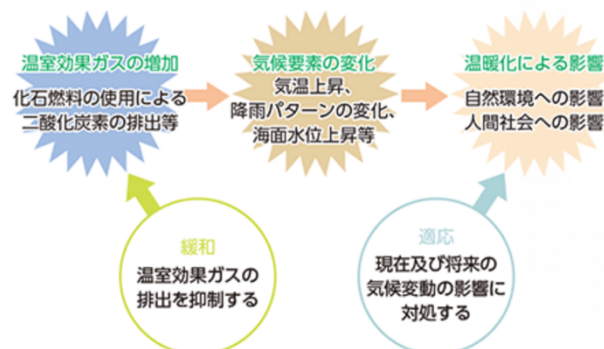 温室効果ガスの増加
化石燃料の使用による
二酸化炭素の排出等
気候要素の変化
気温上昇、
降雨パターンの変化、
海面水位上昇等
温暖化による影響
自然環境への影響
人間社会への影響
緩和
温室効果ガスの
排出を抑制する
適応
現在及び将来の
気候変動の影響に
対処する